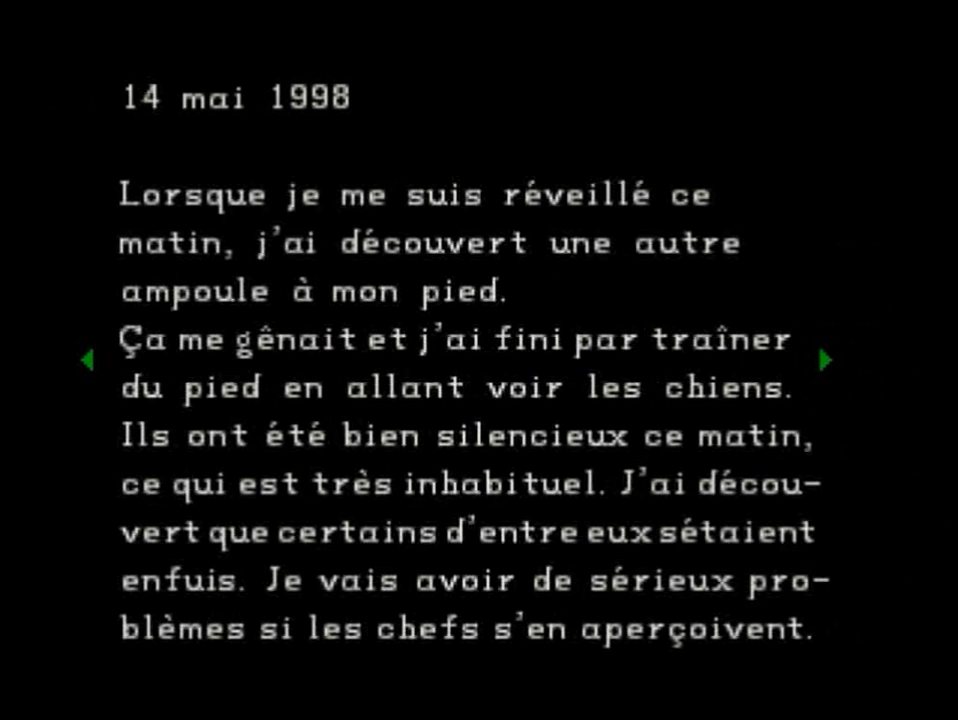 14 mai 1998
Lorsque je me suis réveillé ce
matin, j'ai découvert une autre
ampoule à mon pied.
Ça me gênait et j'ai fini par traîner
du pied en allant voir les chiens.
Ils ont été bien silencieux ce matin,
ce qui est très inhabituel. J'ai décou-
vert que certains d'entre eux sétaient
enfuis. Je vais avoir de sérieux pro-
blèmes si les chefs s'en aperçoivent.